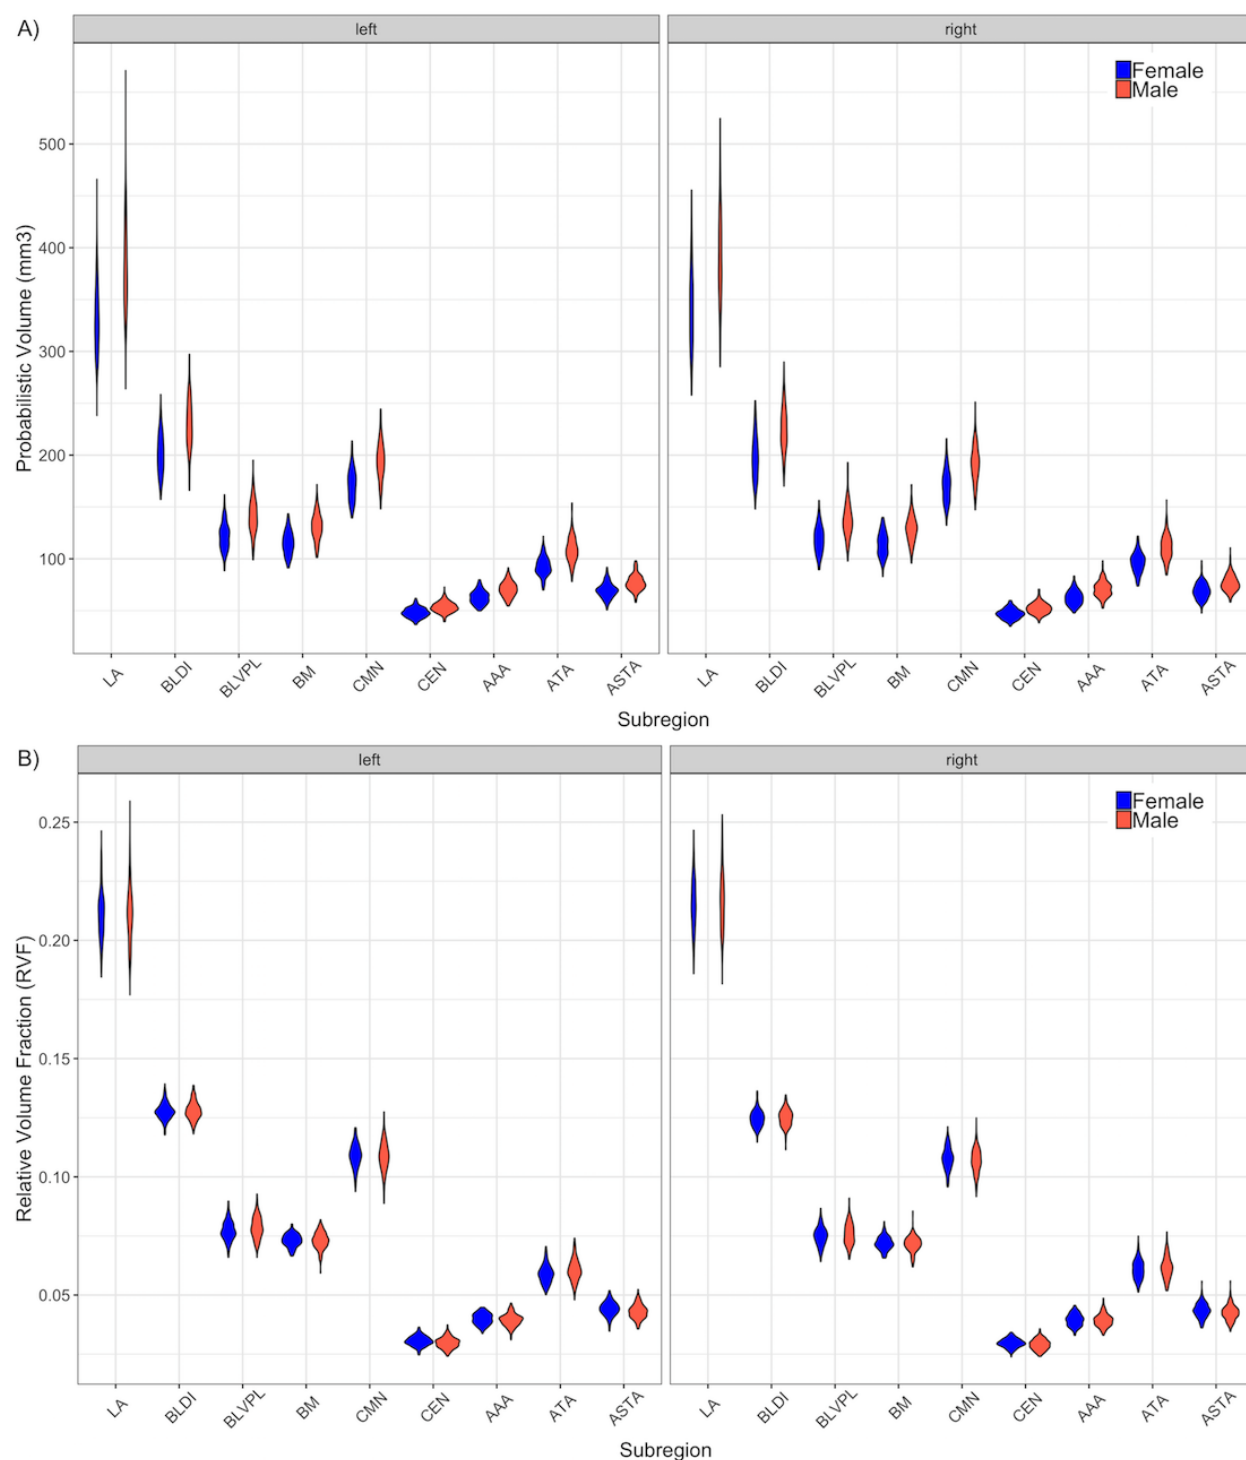 A)
left
right
Female
Male
Probabilistic Volume (mm3)
500
400
300
200
100
LA BLDI BLVPL BM CMN CEN AAA ATA ASTA
LA BLDI BLVPL BM CMN CEN AAA ATA ASTA
Subregion
B)
left
right
Female
Male
Relative Volume Fraction (RVF)
0.25
0.20
0.15
0.10
0.05
LA BLDI BLVPL BM CMN CEN AAA ATA ASTA
LA BLDI BLVPL BM CMN CEN AAA ATA ASTA
Subregion